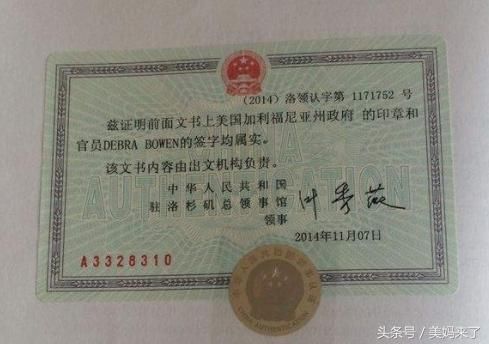 (2014)洛领认字第 1171752 号
兹证明前面文书上美国加利福尼亚州政府 的印章和
官员DEBRA BOWEN的签字均属实。
该文书内容由出文机构负责。
中华人民共和国
驻洛杉矶总领事馆
领事
2014年11月07日
A3328310
AUTHENTICATION
头条号 / 美妈来了